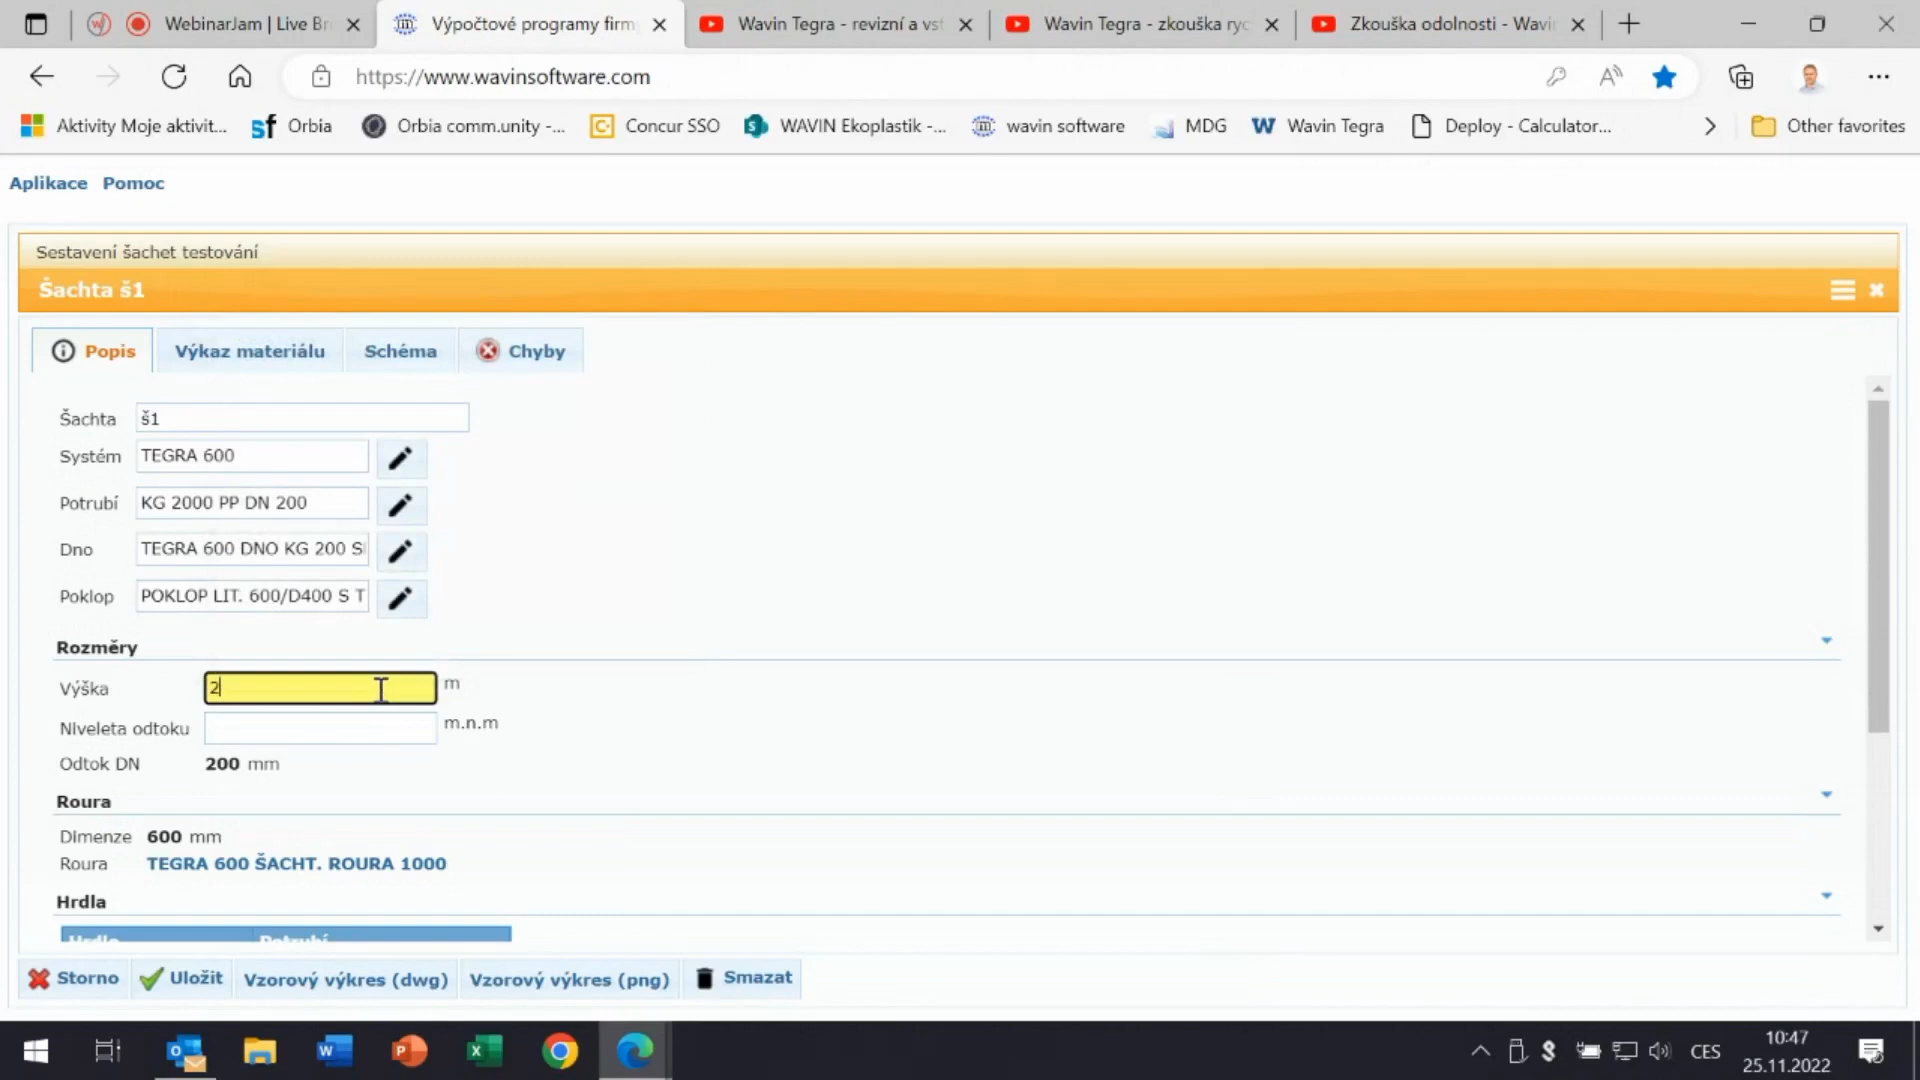 WebinarJam | Live Br
Výpočtové programy firm
Wavin Tegra - revizní a vst
Wavin Tegra - zkouška ryc
Zkouška odolnosti - Wavi
https://www.wavinsoftware.com
Aktivity Moje aktivit...
sf Orbia
Orbia comm.unity -...
Concur SSO
WAVIN Ekoplastik -...
wavin software
MDG
W Wavin Tegra
Deploy - Calculator...
Other favorites
Aplikace Pomoc
Sestavení šachet testování
Šachta š1
Popis
Výkaz materiálu
Schéma
Chyby
Šachta š1
Systém TEGRA 600
Potrubí KG 2000 PP DN 200
Dno TEGRA 600 DNO KG 200 S
Poklop POKLOP LIT. 600/D400 S T
Rozměry
Výška 2 m
Niveleta odtoku m.n.m
Odtok DN 200 mm
Roura
Dimenze 600 mm
Roura TEGRA 600 ŠACHT. ROURA 1000
Hrdla
Hrdlo Potrubí
Storno
Uložit
Vzorový výkres (dwg)
Vzorový výkres (png)
Smazat
CES
10:47
25.11.2022